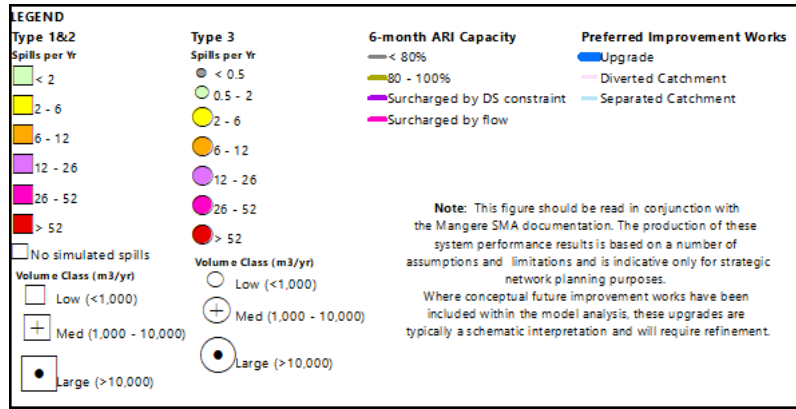 LEGEND
Type 1&2
Spills per Yr
< 2
2 - 6
6 - 12
12 - 26
26 - 52
> 52
No simulated spills
Volume Class (m3/yr)
Low (<1,000)
Med (1,000 - 10,000)
Large (>10,000)
Type 3
Spills per Yr
< 0.5
0.5 - 2
2 - 6
6 - 12
12 - 26
26 - 52
> 52
Volume Class (m3/yr)
Low (<1,000)
Med (1,000 - 10,000)
Large (>10,000)
6-month ARI Capacity
< 80%
80 - 100%
Surcharged by DS constraint
Surcharged by flow
Preferred Improvement Works
Upgrade
Diverted Catchment
Separated Catchment
Note: This figure should be read in conjunction with
the Mangere SMA documentation. The production of these
system performance results is based on a number of
assumptions and limitations and is indicative only for strategic
network planning purposes.
Where conceptual future improvement works have been
included within the model analysis, these upgrades are
typically a schematic interpretation and will require refinement.